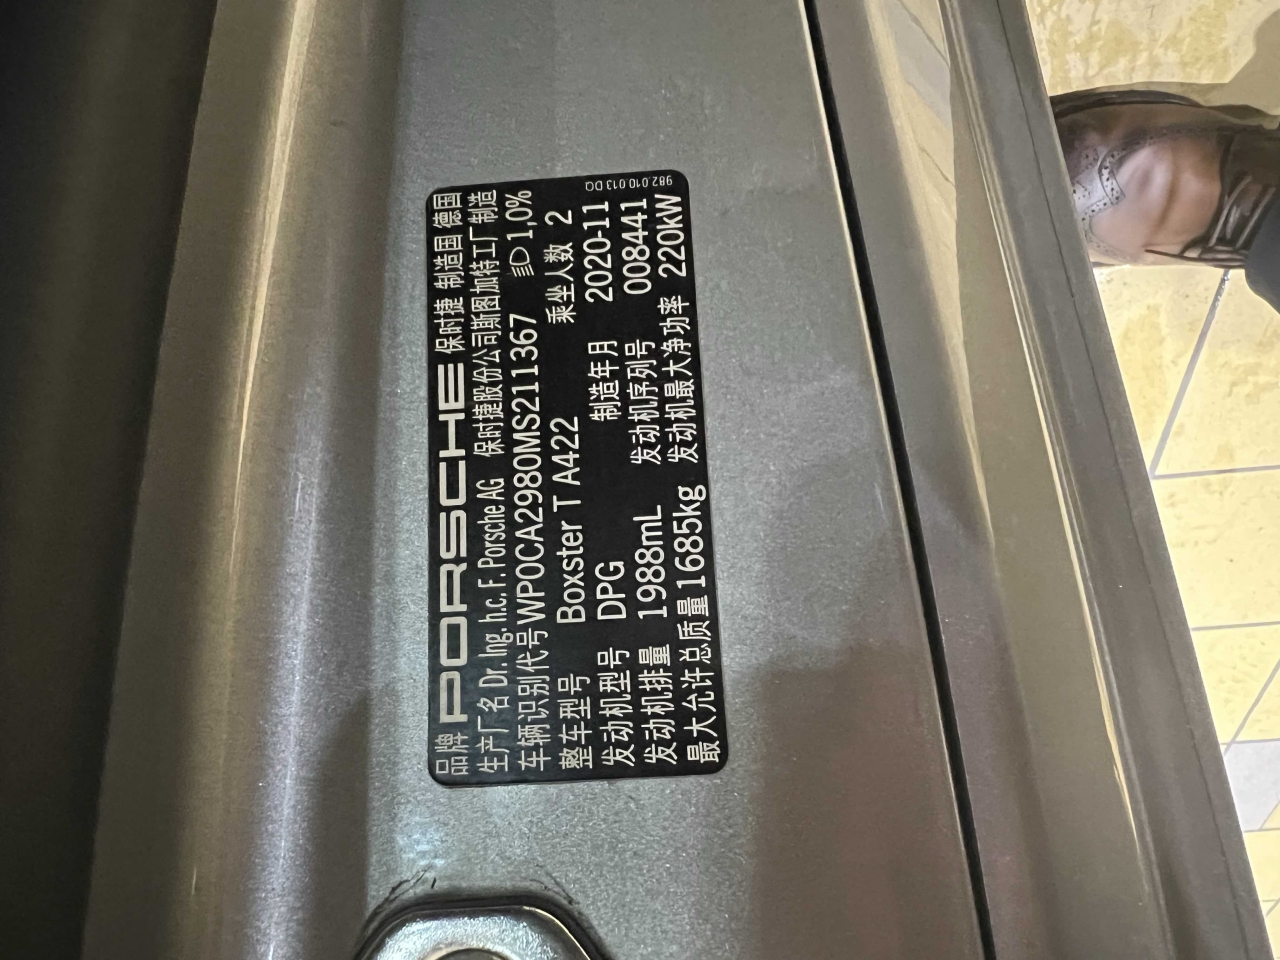 品牌 PORSCHE 保时捷 制造国 德国
生产厂名 Dr. Ing. h.c. F. Porsche AG 保时捷股份公司斯图加特工厂制造
车辆识别代号 WP0CA2980MS211367 1,0%
整车型号 Boxster T A422 乘坐人数 2
发动机型号 DPG 制造年月 2020-11
发动机排量 1988mL 发动机序列号 008441
最大允许总质量 1685kg 发动机最大净功率 220kW
982.010.013.DQ